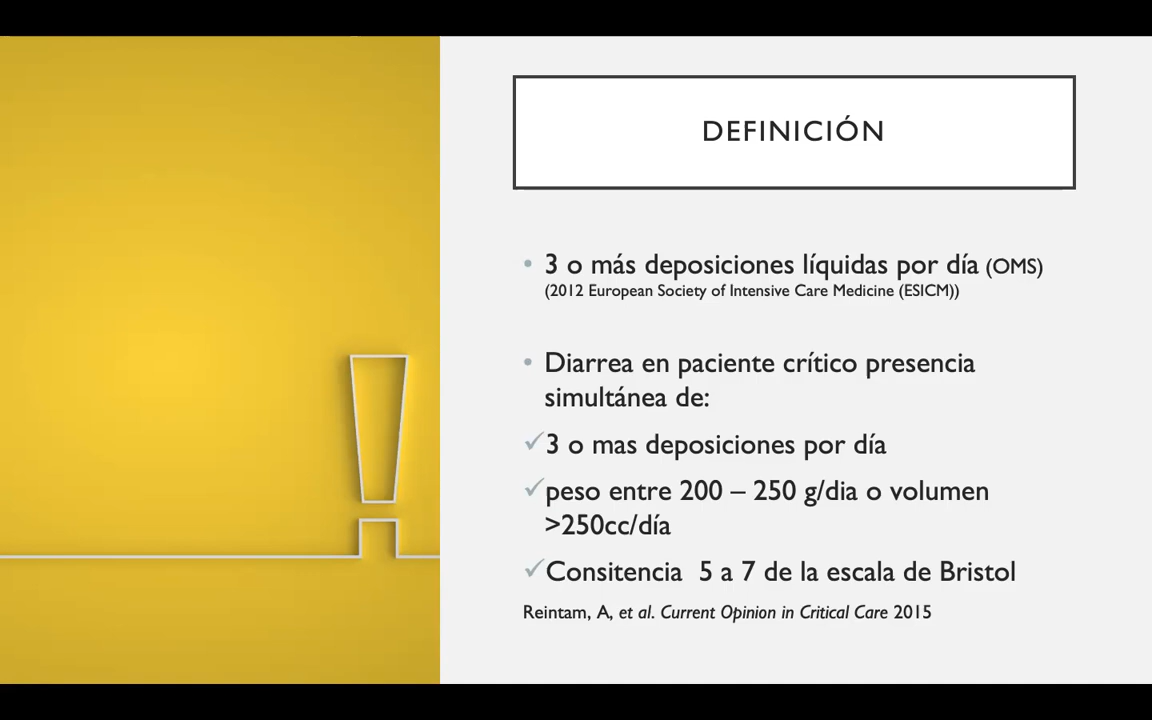 DEFINICIÓN
• 3 o más deposiciones líquidas por día (OMS)
(2012 European Society of Intensive Care Medicine (ESICM))
• Diarrea en paciente crítico presencia
simultánea de:
✓3 o mas deposiciones por día
✓peso entre 200 – 250 g/dia o volumen
>250cc/día
✓Consitencia 5 a 7 de la escala de Bristol
Reintam, A, et al. Current Opinion in Critical Care 2015